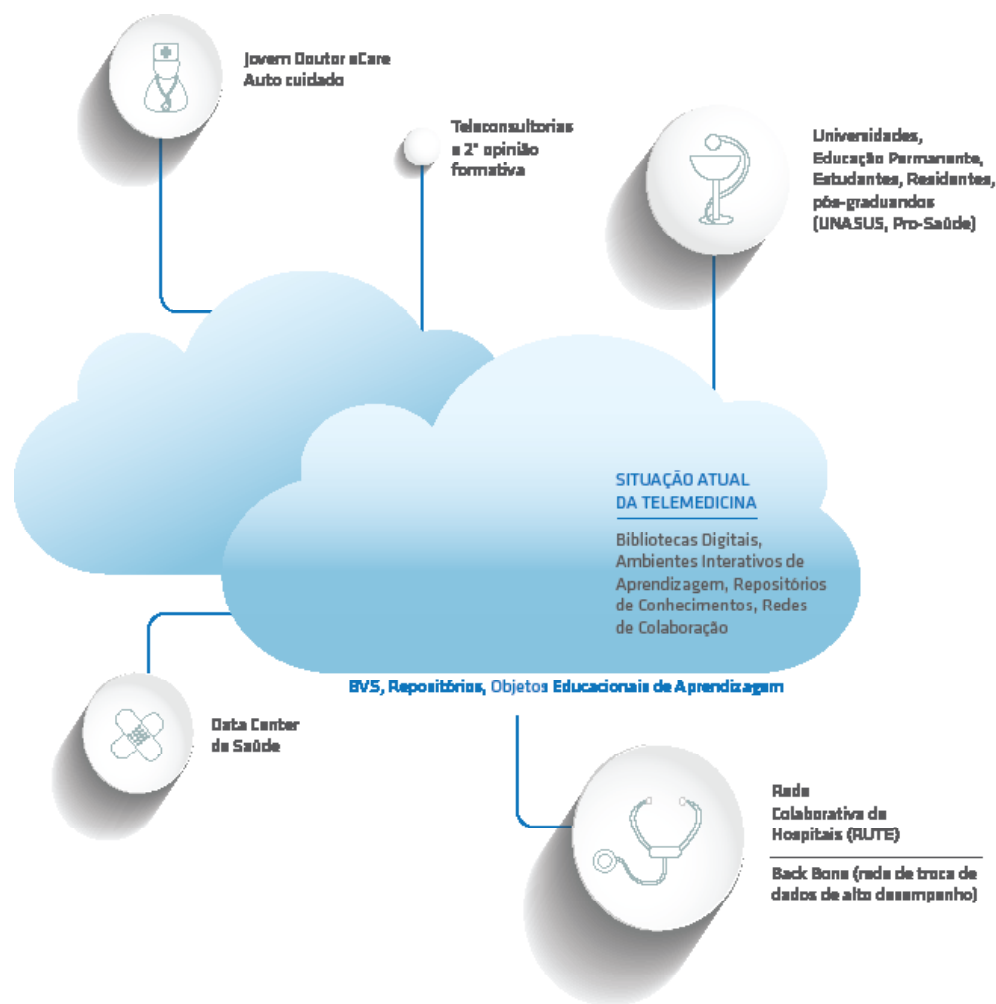 Jovem Doutor eCare
Auto cuidado
Teleconsultorias
e 2ª opinião
formativa
Universidades,
Educação Permanente,
Estudantes, Residentes,
pós-graduandos
(UNASUS, Pro-Saúde)
SITUAÇÃO ATUAL
DA TELEMEDICINA
Bibliotecas Digitais,
Ambientes Interativos de
Aprendizagem, Repositórios
de Conhecimentos, Redes
de Colaboração
BVS, Repositórios, Objetos Educacionais de Aprendizagem
Data Center
de Saúde
Rede
Colaborativa de
Hospitais (RUTE)
Back Bone (rede de troca de
dados de alto desempenho)